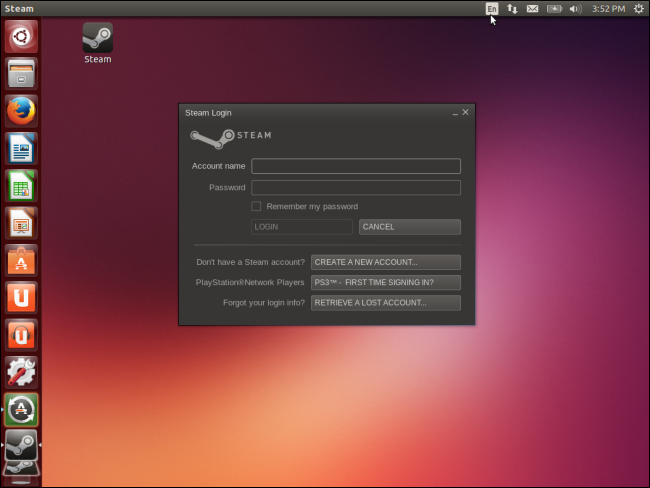 Steam
En
3:52 PM
Steam
Steam Login
STEAM
Account name
Password
Remember my password
LOGIN
CANCEL
Don't have a Steam account?
CREATE A NEW ACCOUNT...
PlayStation®Network Players
PS3™ - FIRST TIME SIGNING IN?
Forgot your login info?
RETRIEVE A LOST ACCOUNT...